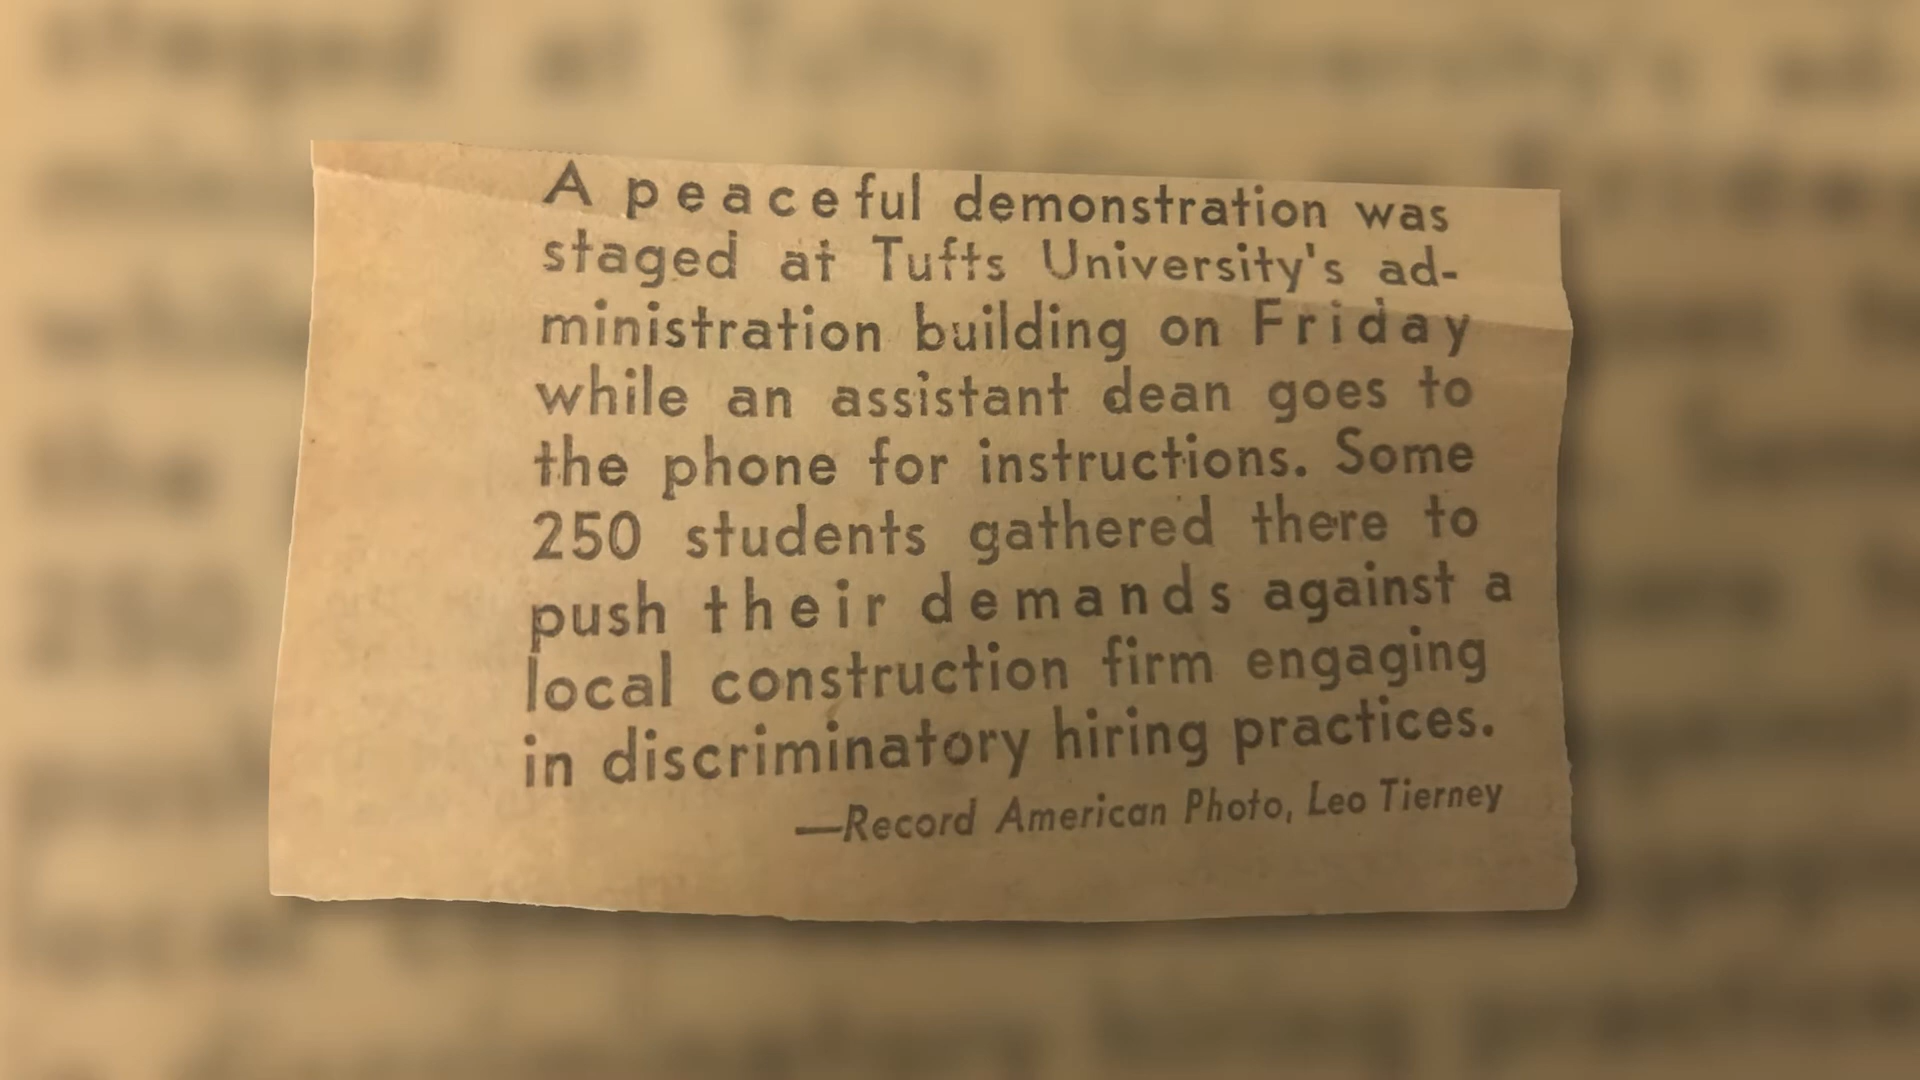 A peaceful demonstration was
staged at Tufts University's ad-
ministration building on Friday
while an assistant dean goes to
the phone for instructions. Some
250 students gathered there to
push their demands against a
local construction firm engaging
in discriminatory hiring practices.
—Record American Photo, Leo Tierney